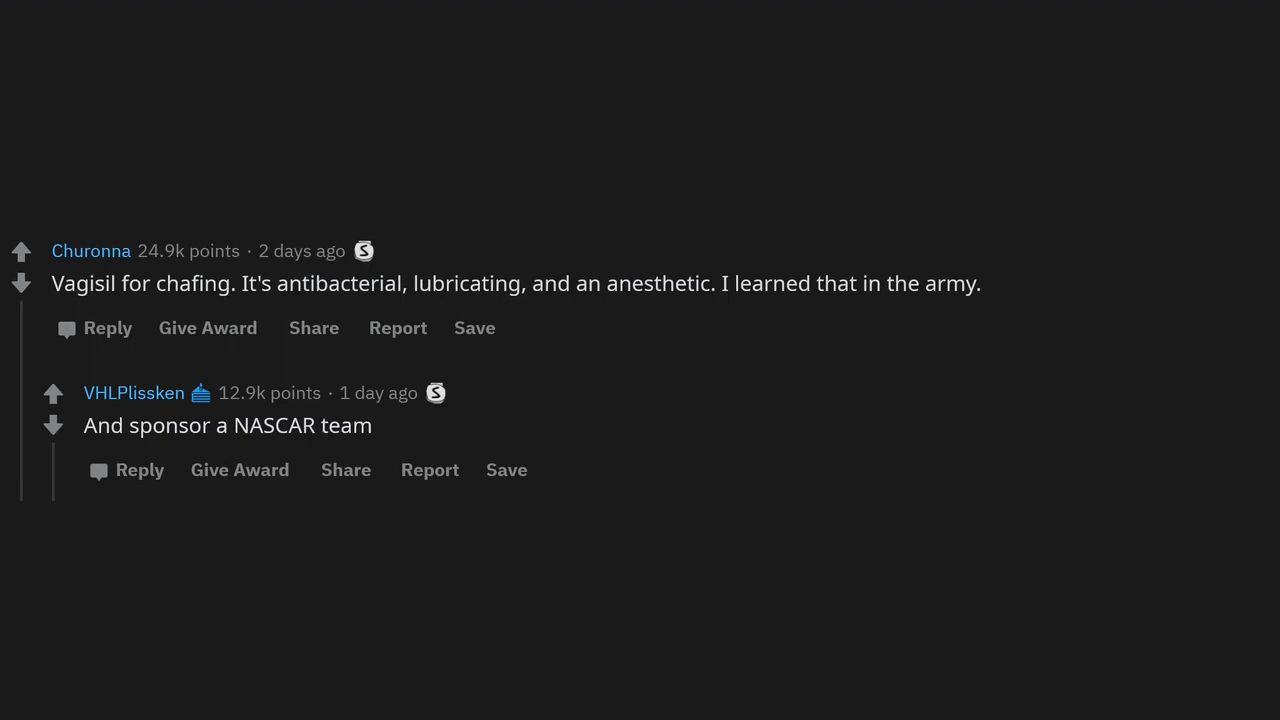 Churonna 24.9k points · 2 days ago S
Vagisil for chafing. It's antibacterial, lubricating, and an anesthetic. I learned that in the army.
Reply Give Award Share Report Save
VHLPlissken 12.9k points · 1 day ago S
And sponsor a NASCAR team
Reply Give Award Share Report Save